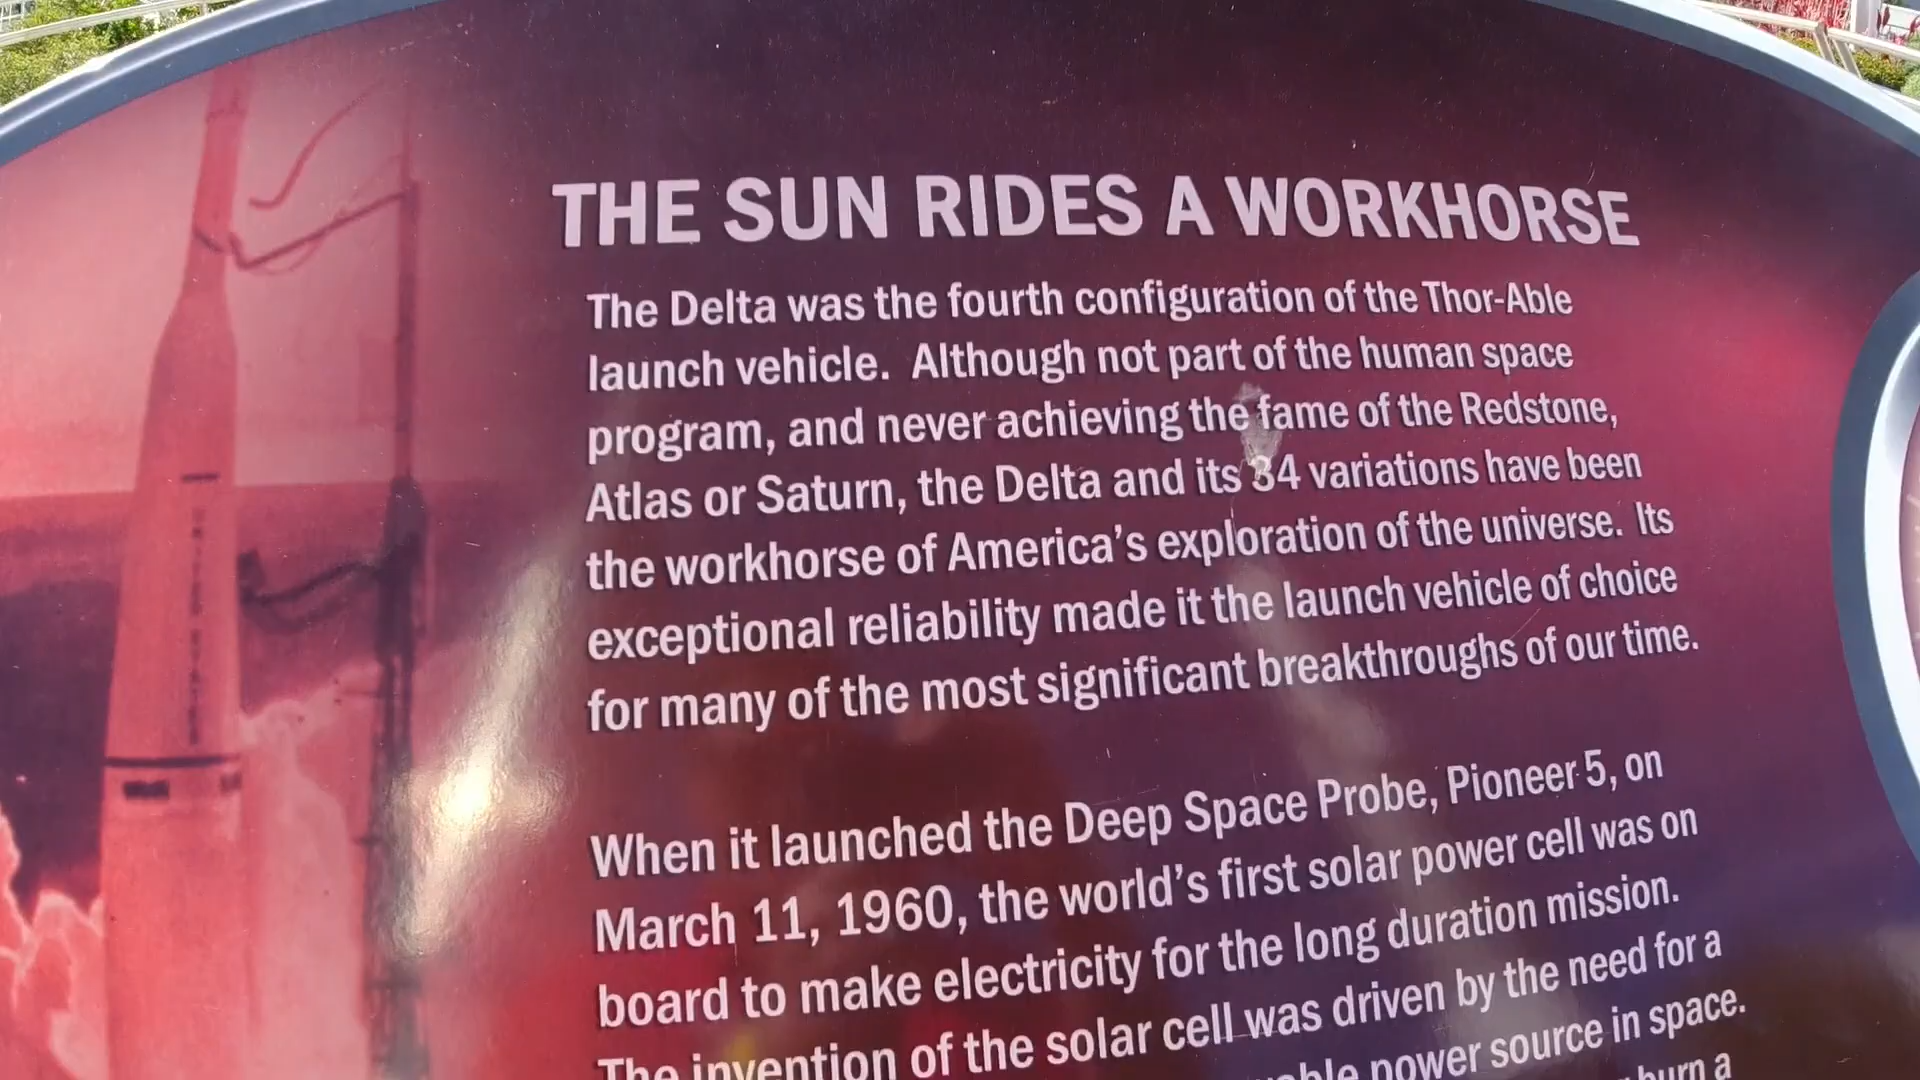 THE SUN RIDES A WORKHORSE
The Delta was the fourth configuration of the Thor-Able
launch vehicle. Although not part of the human space
program, and never achieving the fame of the Redstone,
Atlas or Saturn, the Delta and its 34 variations have been
the workhorse of America's exploration of the universe. Its
exceptional reliability made it the launch vehicle of choice
for many of the most significant breakthroughs of our time.
When it launched the Deep Space Probe, Pioneer 5, on
March 11, 1960, the world's first solar power cell was on
board to make electricity for the long duration mission.
The invention of the solar cell was driven by the need for a
power source in space.
burn a
UNITED STATES